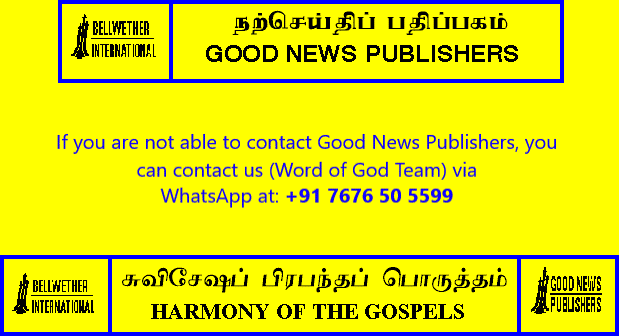 BELLWETHER
INTERNATIONAL
நற்செய்திப் பதிப்பகம்
GOOD NEWS PUBLISHERS
If you are not able to contact Good News Publishers, you
can contact us (Word of God Team) via
WhatsApp at: +91 7676 50 5599
BELLWETHER
INTERNATIONAL
சுவிசேஷப் பிரபந்தப் பொருத்தம்
HARMONY OF THE GOSPELS
GOOD NEWS
PUBLISHERS